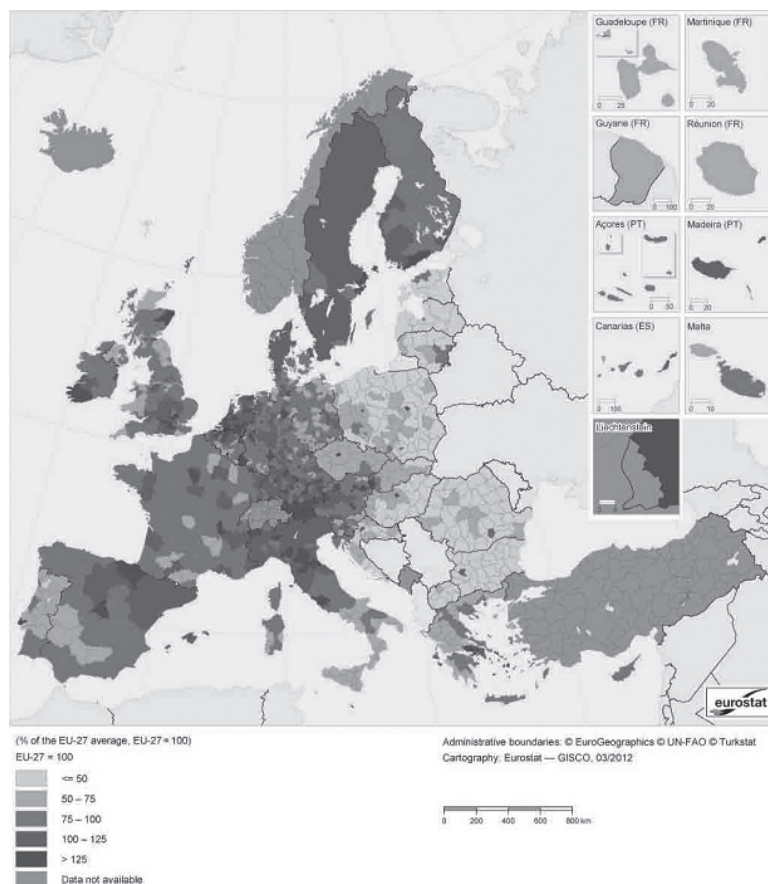 Guadeloupe (FR)
0 25
Martinique (FR)
0 20
Guyane (FR)
0 100
Réunion (FR)
0 20
Açores (PT)
0 50
Madeira (PT)
0 20
Canarias (ES)
0 100
Malta
0 10
Liechtenstein
eurostat
(% of the EU-27 average, EU-27 = 100)
EU-27 = 100
<= 50
50 – 75
75 – 100
100 – 125
> 125
Data not available
Administrative boundaries: © EuroGeographics © UN-FAO © Turkstat
Cartography: Eurostat — GISCO, 03/2012
0 200 400 600 800 km